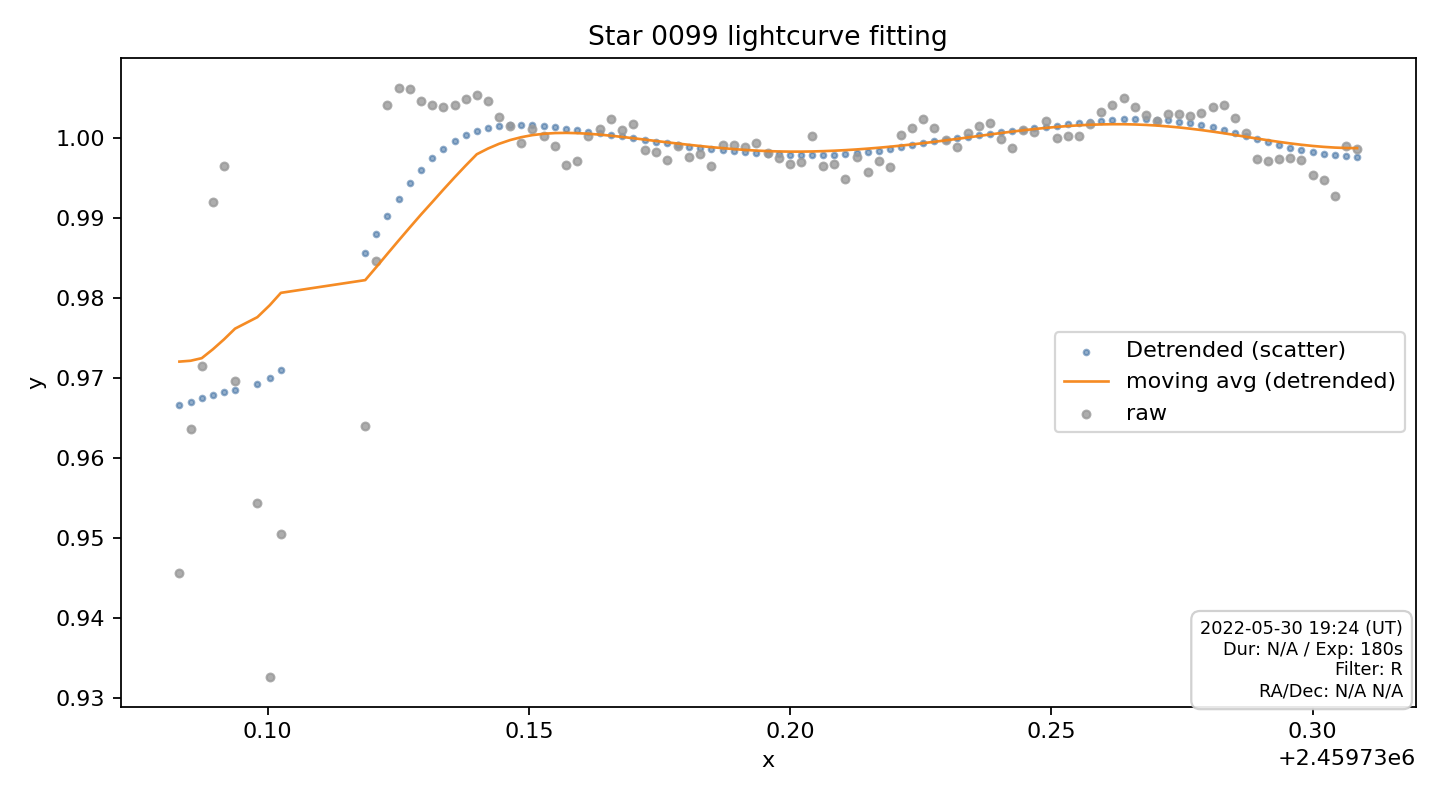 Star 0099 lightcurve fitting
y
1.00
0.99
0.98
0.97
0.96
0.95
0.94
0.93
Detrended (scatter)
moving avg (detrended)
raw
2022-05-30 19:24 (UT)
Dur: N/A / Exp: 180s
Filter: R
RA/Dec: N/A N/A
0.10 0.15 0.20 0.25 0.30
x
+2.45973e6